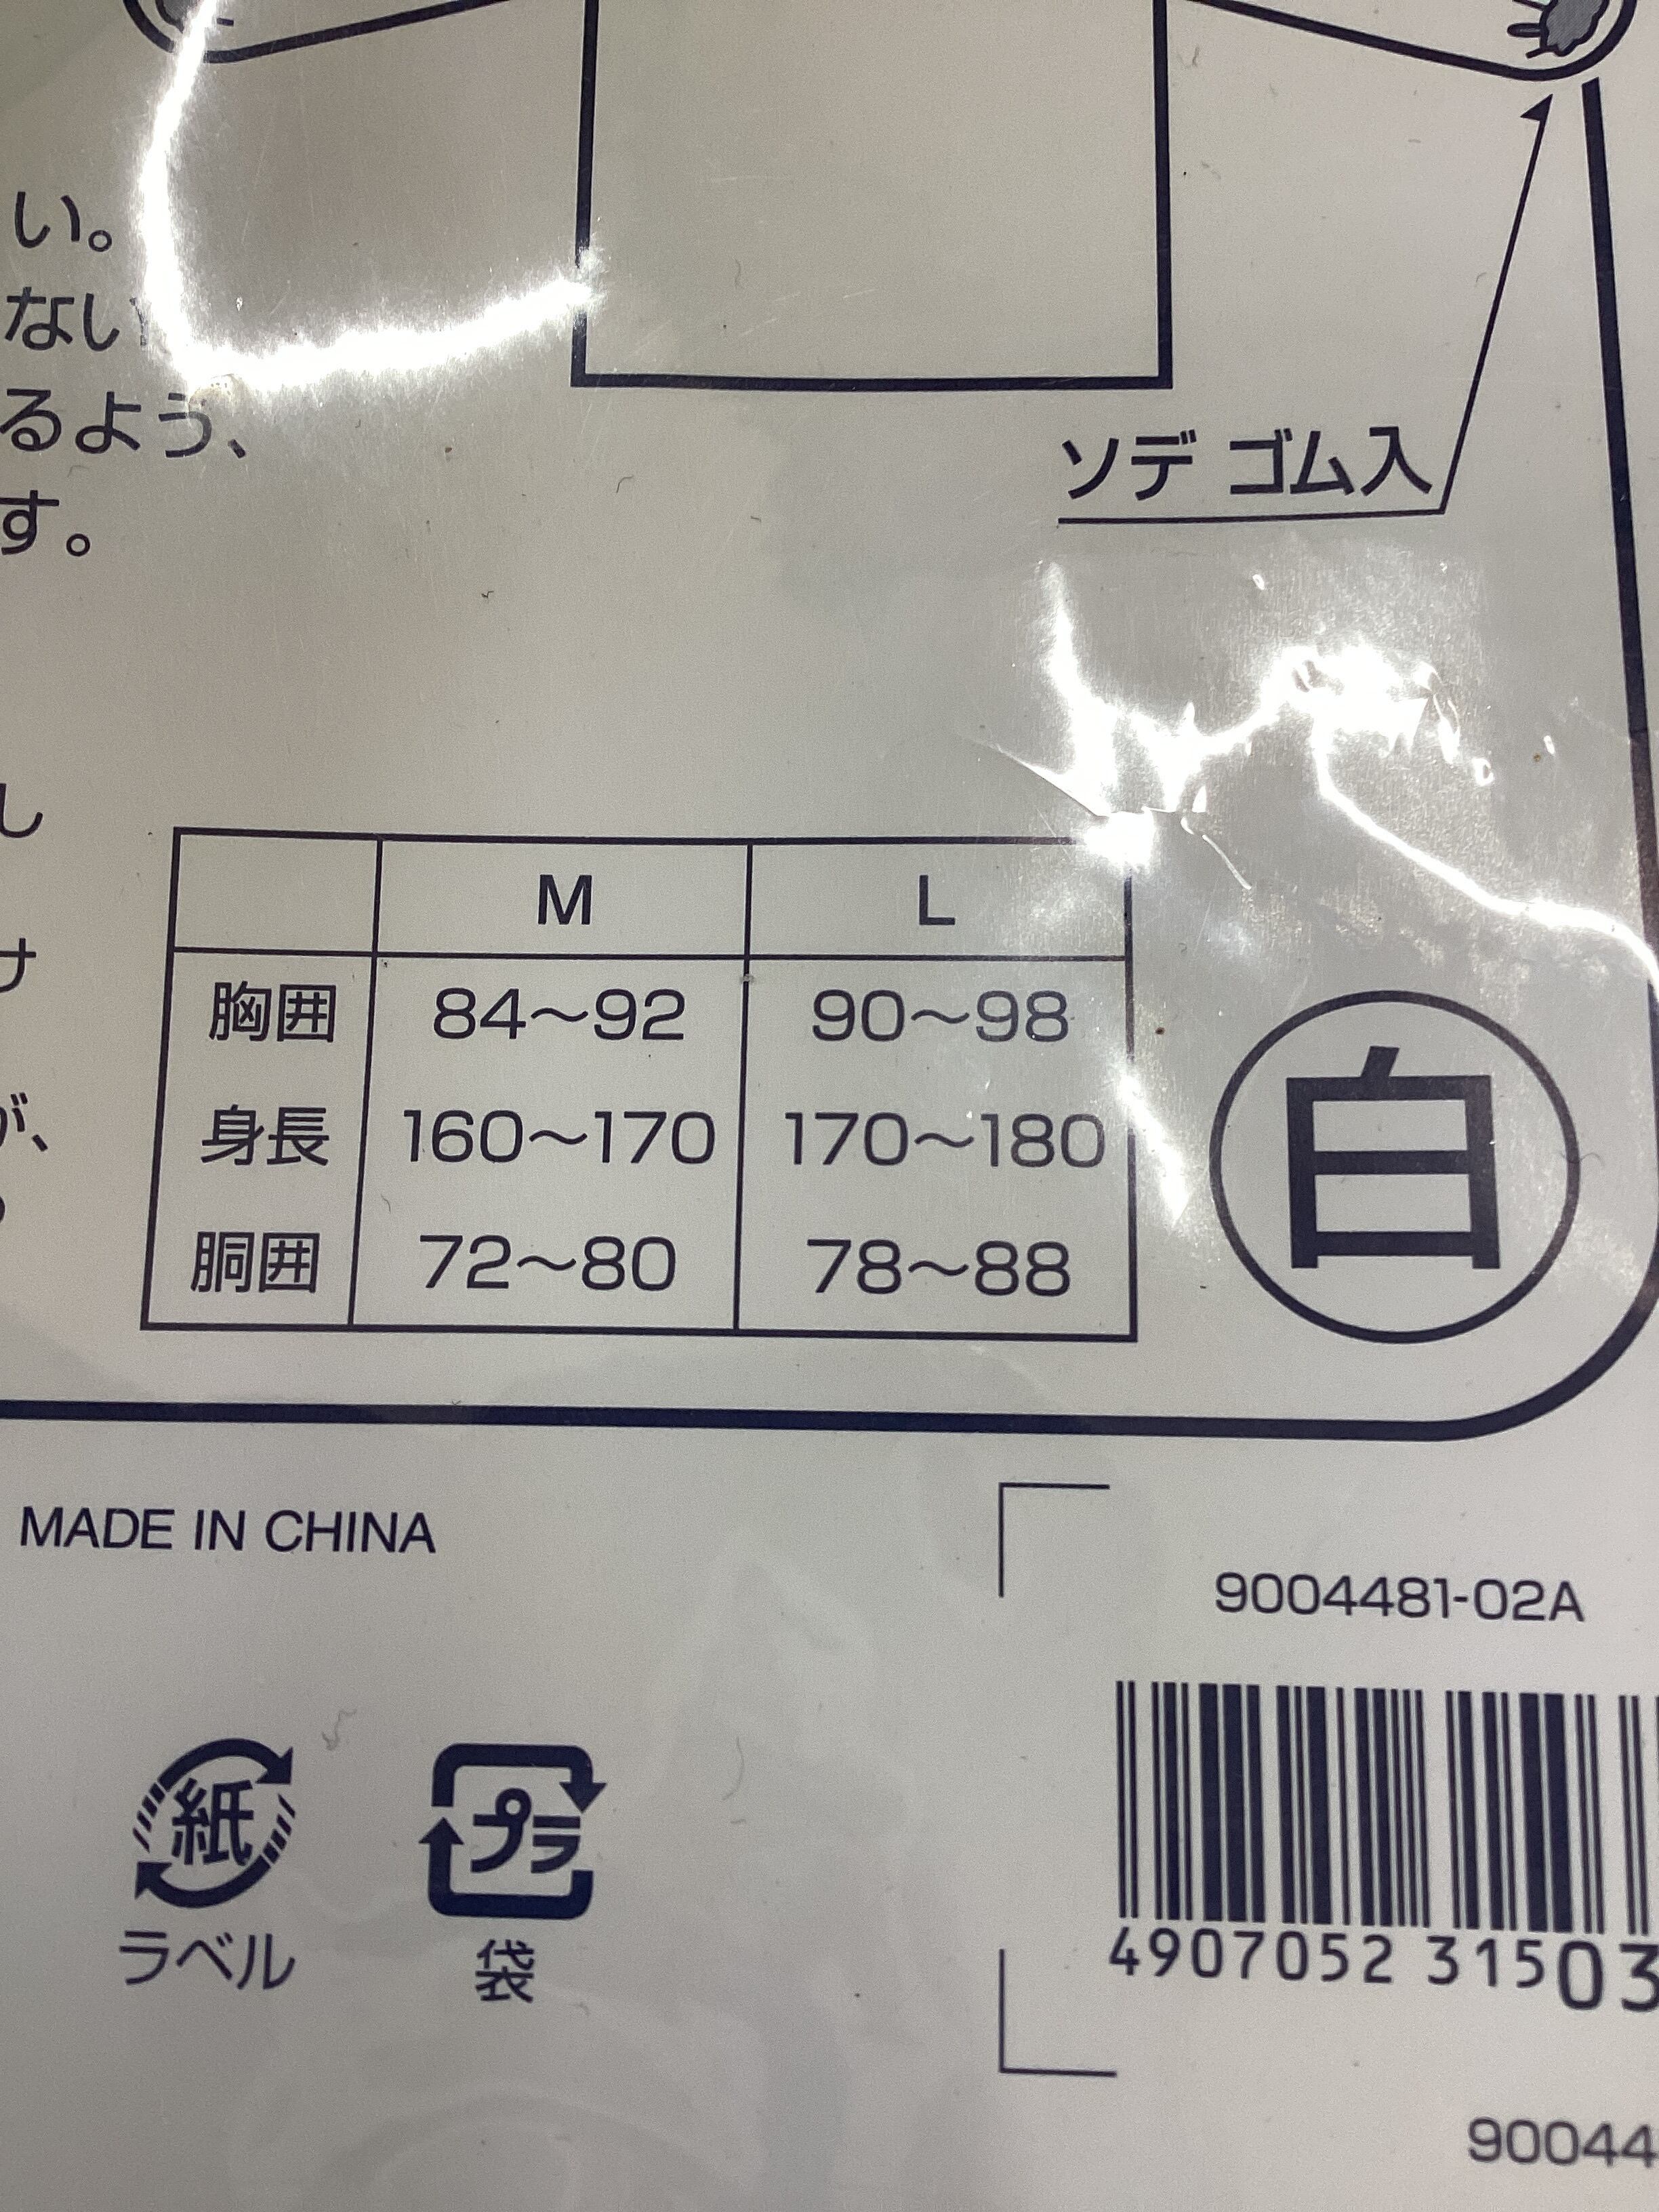 い。
ない
るよう、
す。
ソデ ゴム入
し
け
が、
M L
胸囲 84～92 90～98
身長 160～170 170～180
胴囲 72～80 78～88
白
MADE IN CHINA
9004481-02A
紙
ラベル
プラ
袋
4907052 31503
90044